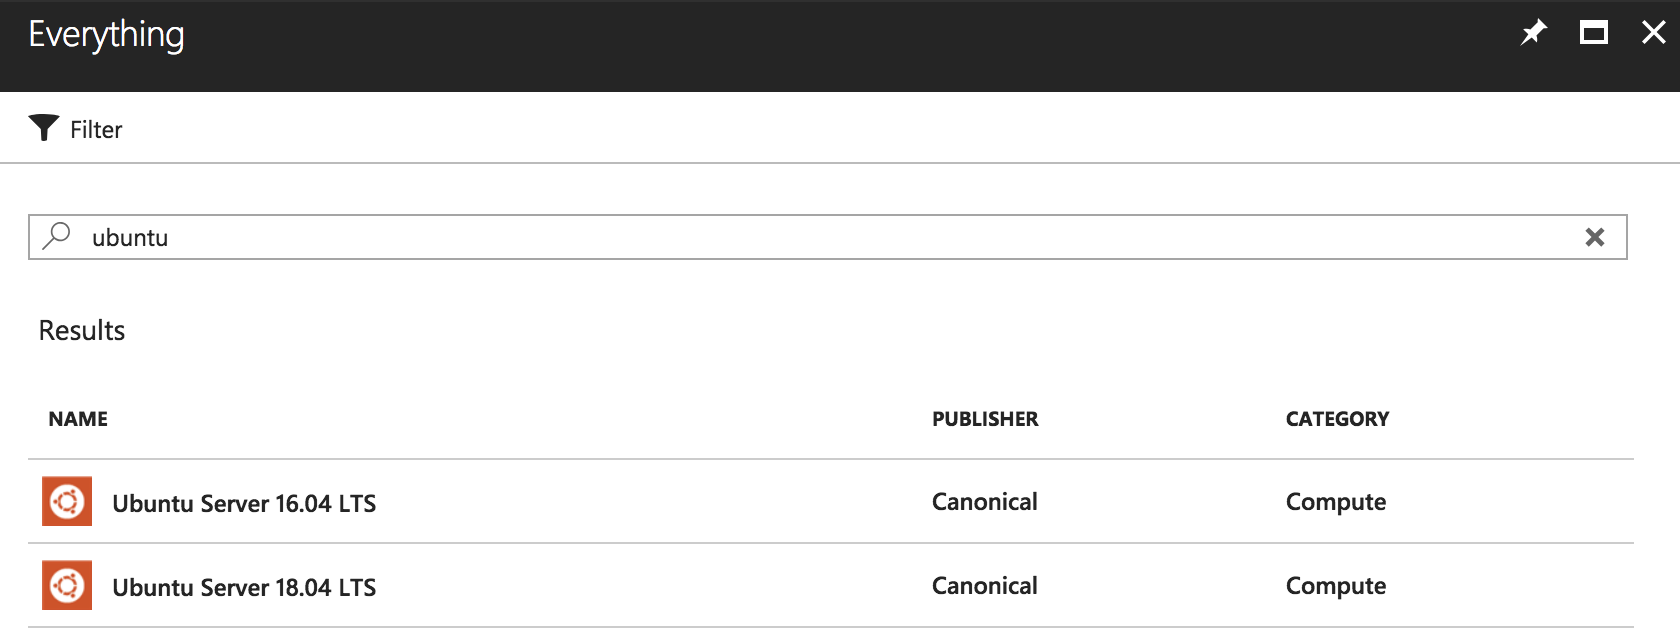 Everything
Filter
ubuntu
Results
NAME PUBLISHER CATEGORY
Ubuntu Server 16.04 LTS Canonical Compute
Ubuntu Server 18.04 LTS Canonical Compute